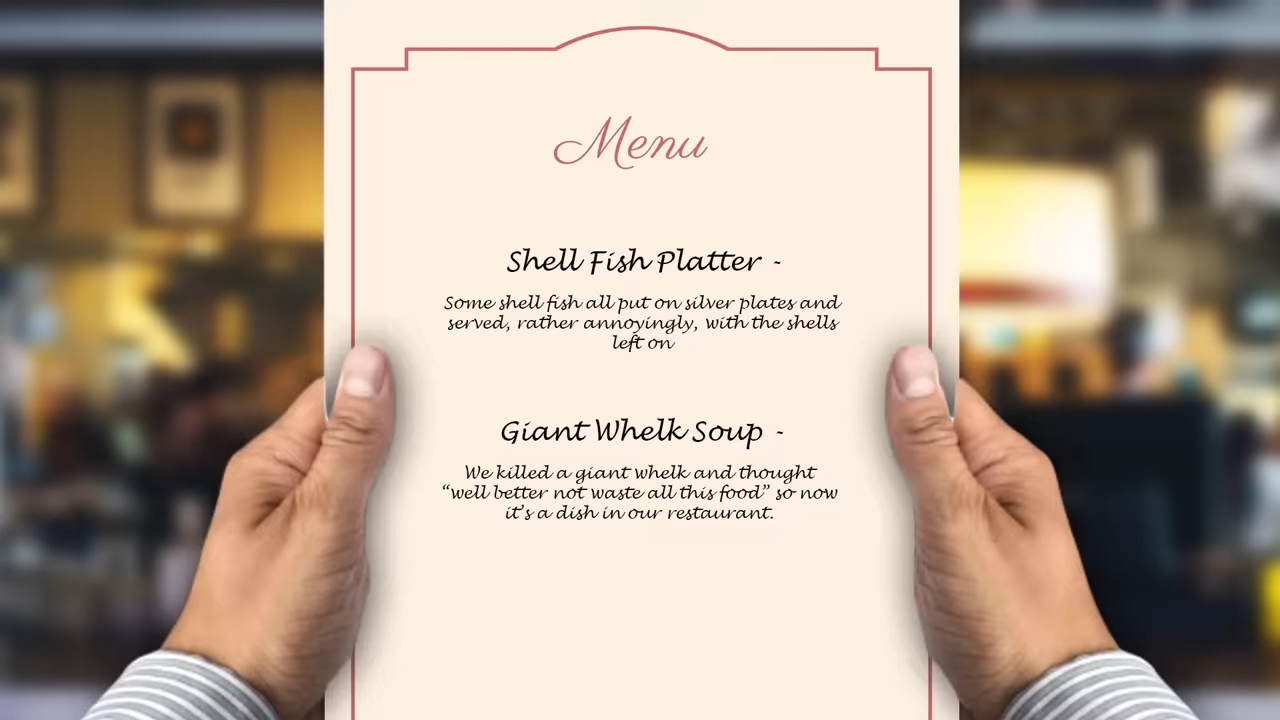 Menu
Shell Fish Platter -
Some shell fish all put on silver plates and
served, rather annoyingly, with the shells
left on
Giant Whelk Soup -
We killed a giant whelk and thought
“well better not waste all this food” so now
it's a dish in our restaurant.